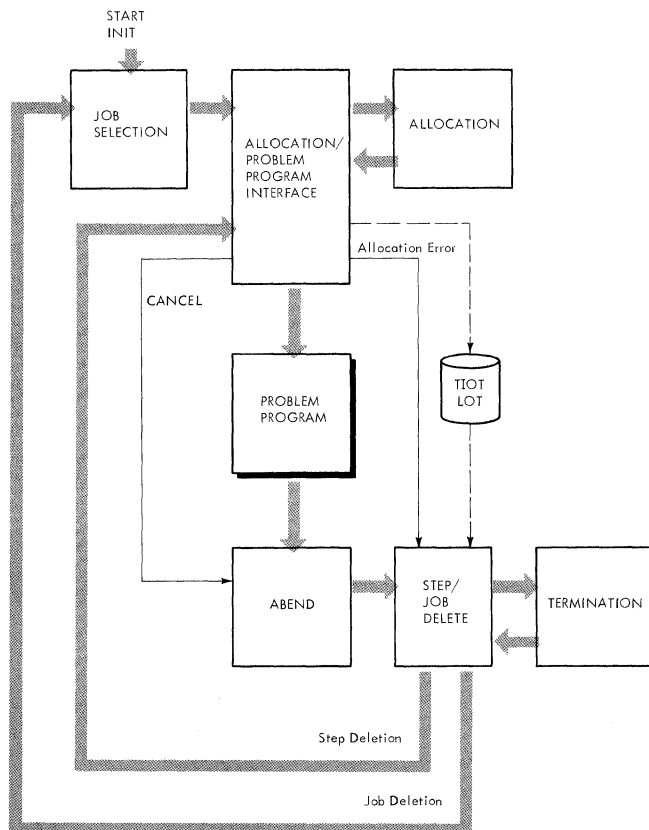 START
INIT
JOB
SELECTION
ALLOCATION/
PROBLEM
PROGRAM
INTERFACE
ALLOCATION
Allocation Error
CANCEL
PROBLEM
PROGRAM
TIOT
LOT
ABEND
STEP/
JOB
DELETE
TERMINATION
Step Deletion
Job Deletion